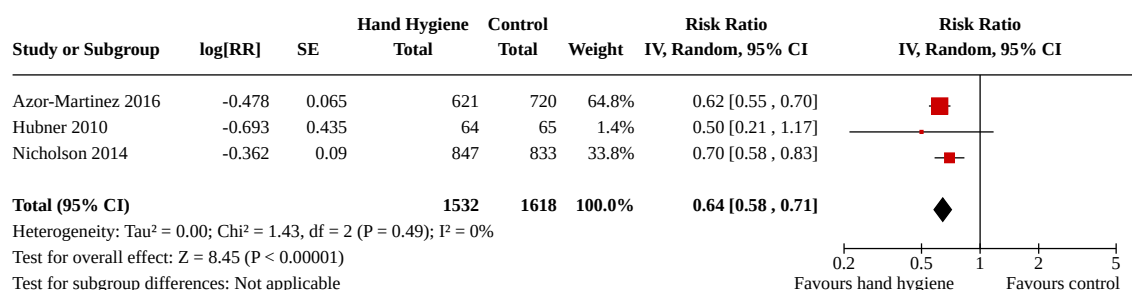 Hand Hygiene Control Risk Ratio Risk Ratio
Study or Subgroup log[RR] SE Total Total Weight IV, Random, 95% CI IV, Random, 95% CI
Azor-Martinez 2016 -0.478 0.065 621 720 64.8% 0.62 [0.55 , 0.70]
Hubner 2010 -0.693 0.435 64 65 1.4% 0.50 [0.21 , 1.17]
Nicholson 2014 -0.362 0.09 847 833 33.8% 0.70 [0.58 , 0.83]
Total (95% CI) 1532 1618 100.0% 0.64 [0.58 , 0.71]
Heterogeneity: Tau² = 0.00; Chi² = 1.43, df = 2 (P = 0.49); I² = 0%
Test for overall effect: Z = 8.45 (P < 0.00001)
0.2 0.5 1 2 5
Test for subgroup differences: Not applicable Favours hand hygiene Favours control